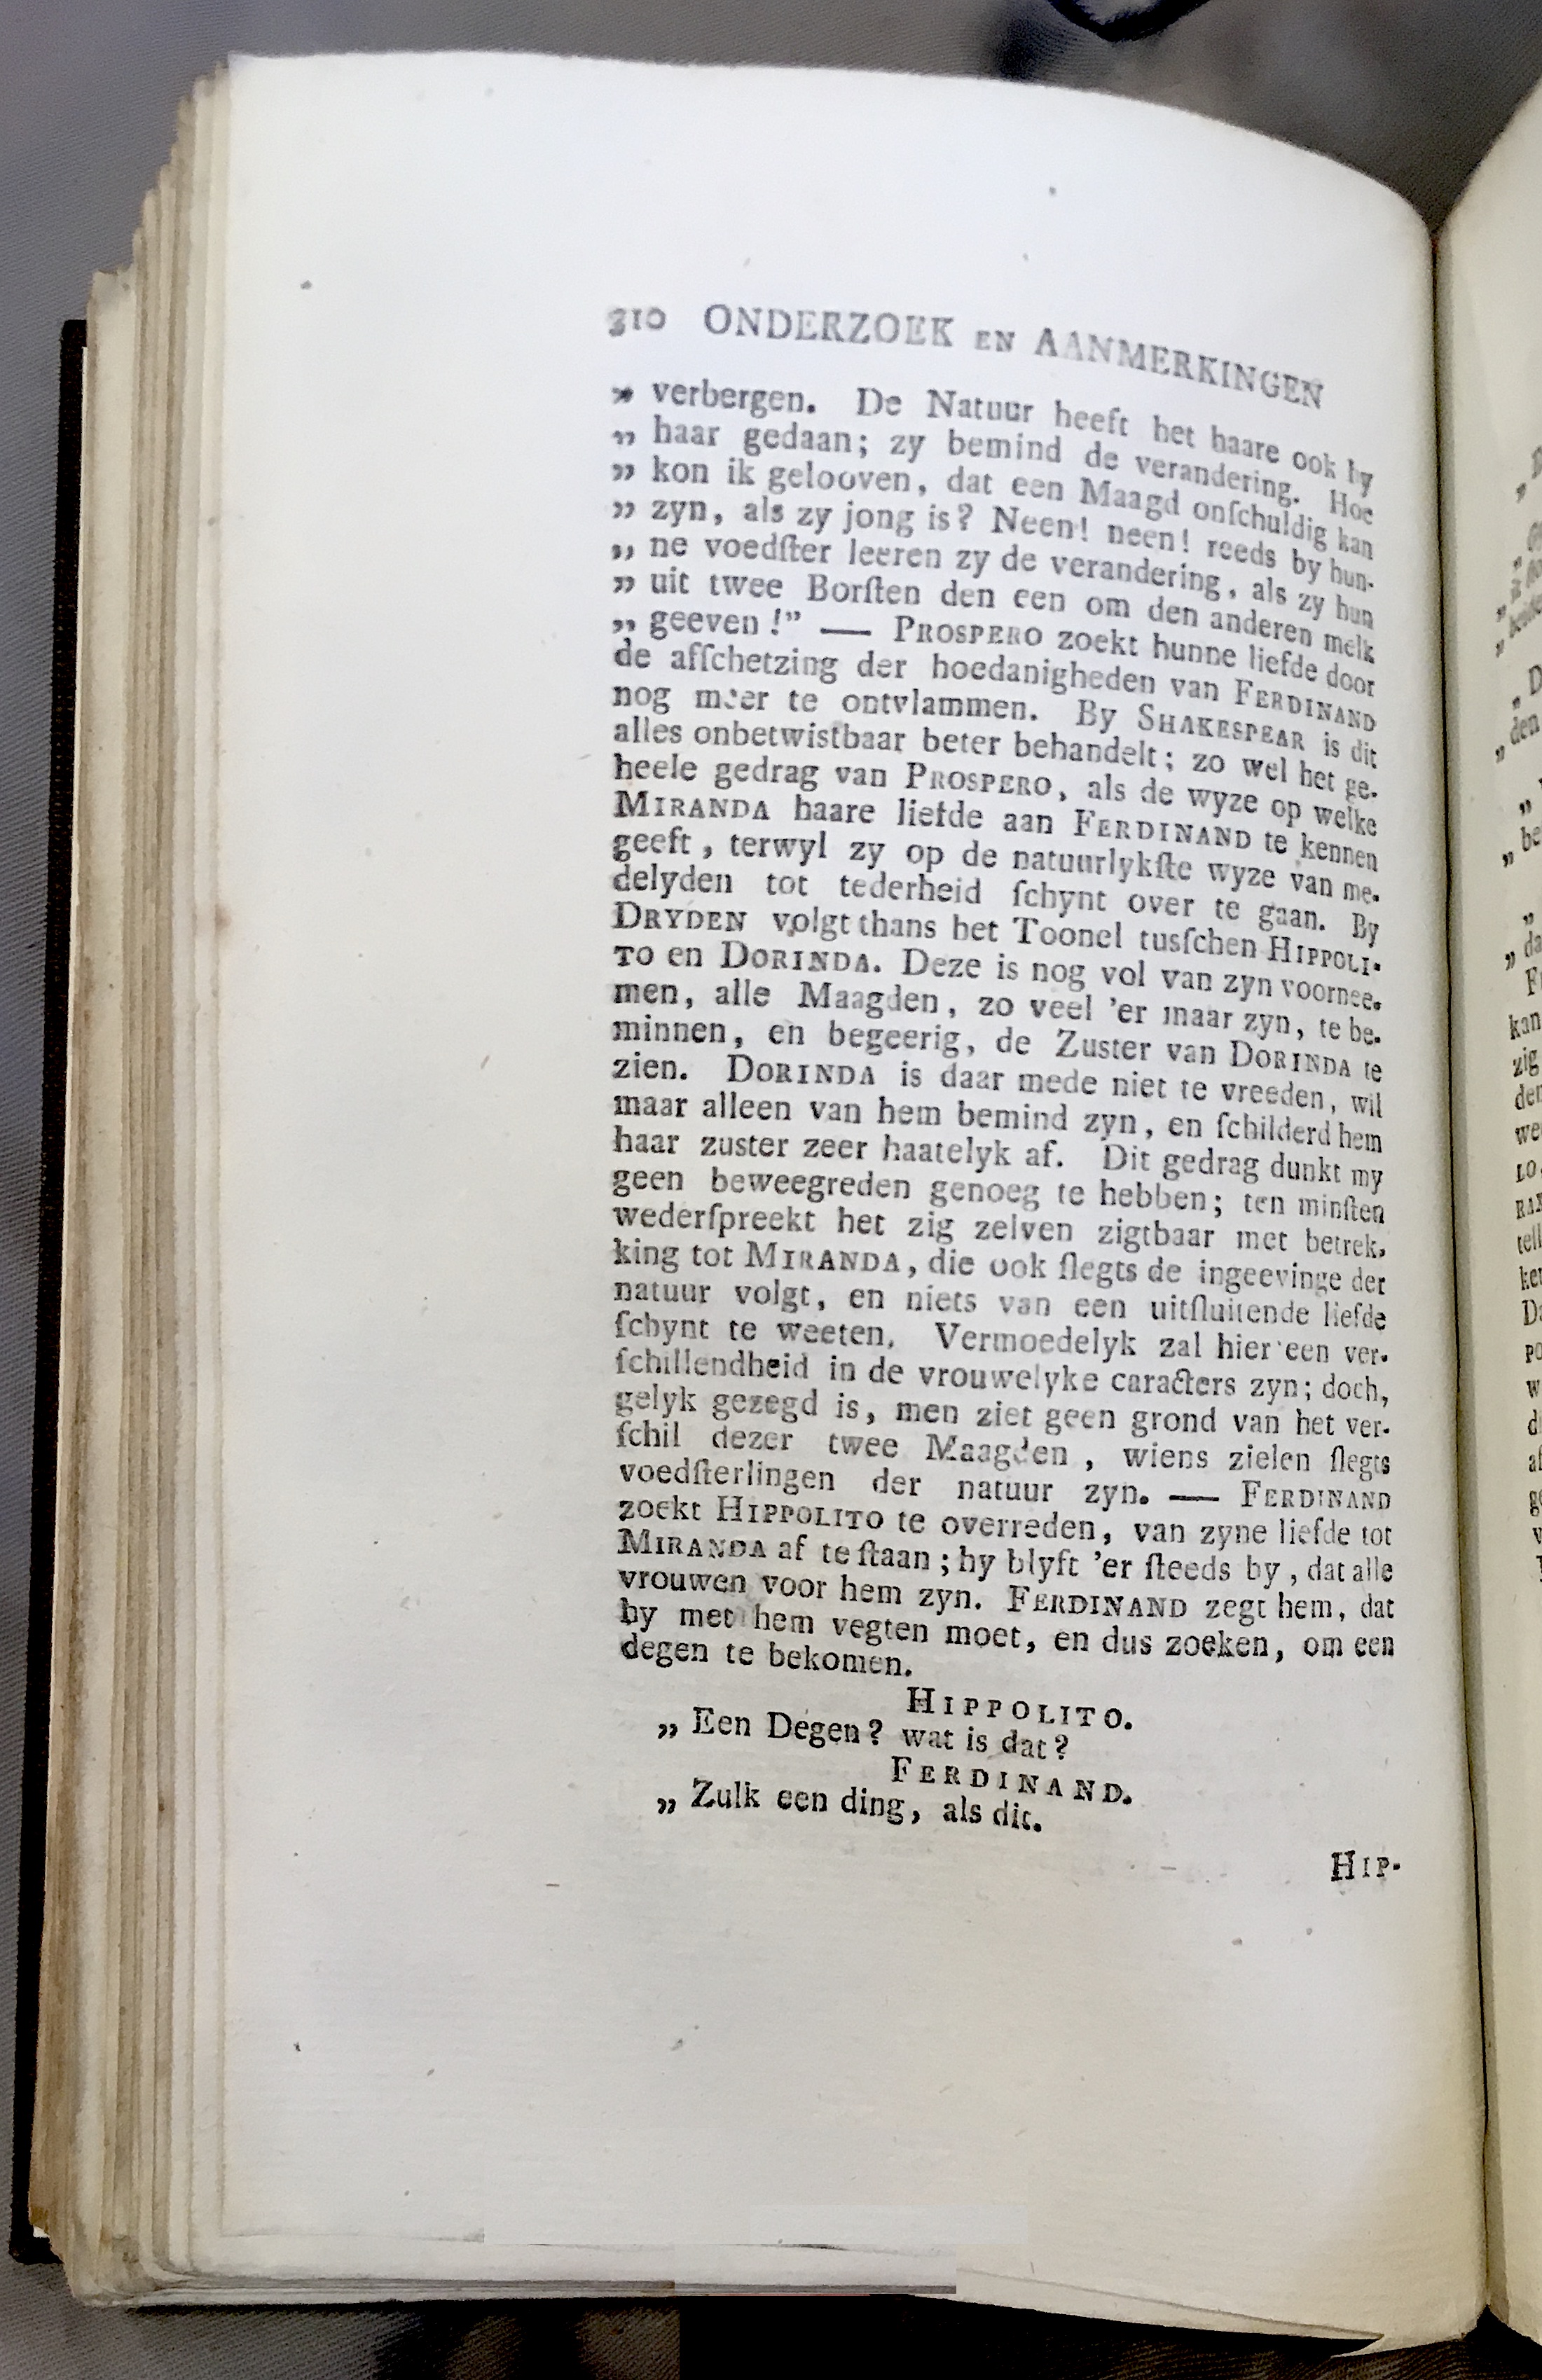 310 ONDERZOEK EN AANMERKINGEN
„ verbergen. De Natuur heeft het haare ook by
„ haar gedaan; zy bemind de verandering. Hoe
„ kon ik gelooven, dat een Maagd onſchuldig kan
„ zyn, als zy jong is? Neen! neen! reeds by hun-
„ ne voedſter leeren zy de verandering, als zy hun
„ uit twee Borſten den een om den anderen melk
„ geeven!” — PROSPERO zoekt hunne liefde door
de afſchetzing der hoedanigheden van FERDINAND
nog meer te ontvlammen. By SHAKESPEAR is dit
alles onbetwistbaar beter behandelt; zo wel het ge-
heele gedrag van PROSPERO, als de wyze op welke
MIRANDA haare liefde aan FERDINAND te kennen
geeft, terwyl zy op de natuurlykſte wyze van me-
delyden tot tederheid ſchynt over te gaan. By
DRYDEN volgt thans het Toonel tusſchen HIPPOLI-
TO en DORINDA. Deze is nog vol van zyn voornee-
men, alle Maagden, zo veel 'er maar zyn, te be-
minnen, en begeerig, de Zuster van DORINDA te
zien. DORINDA is daar mede niet te vreeden, wil
maar alleen van hem bemind zyn, en ſchilderd hem
haar zuster zeer haatelyk af. Dit gedrag dunkt my
geen beweegreden genoeg te hebben; ten minſten
wederſpreekt het zig zelven zigtbaar met betrek-
king tot MIRANDA, die ook ſlegts de ingeevinge der
natuur volgt, en niets van een uitſluitende liefde
ſchynt te weeten. Vermoedelyk zal hier een ver-
ſchillendheid in de vrouwelyke caracters zyn; doch,
gelyk gezegd is, men ziet geen grond van het ver-
ſchil dezer twee Maagden, wiens zielen ſlegts
voedſterlingen der natuur zyn. — FERDINAND
zoekt HIPPOLITO te overreden, van zyne liefde tot
MIRANDA af te ſtaan; hy blyft 'er ſteeds by, dat alle
vrouwen voor hem zyn. FERDINAND zegt hem, dat
hy met hem vegten moet, en dus zoeken, om een
degen te bekomen.
HIPPOLITO.
„ Een Degen? wat is dat?
FERDINAND.
„ Zulk een ding, als dit.
HIP-